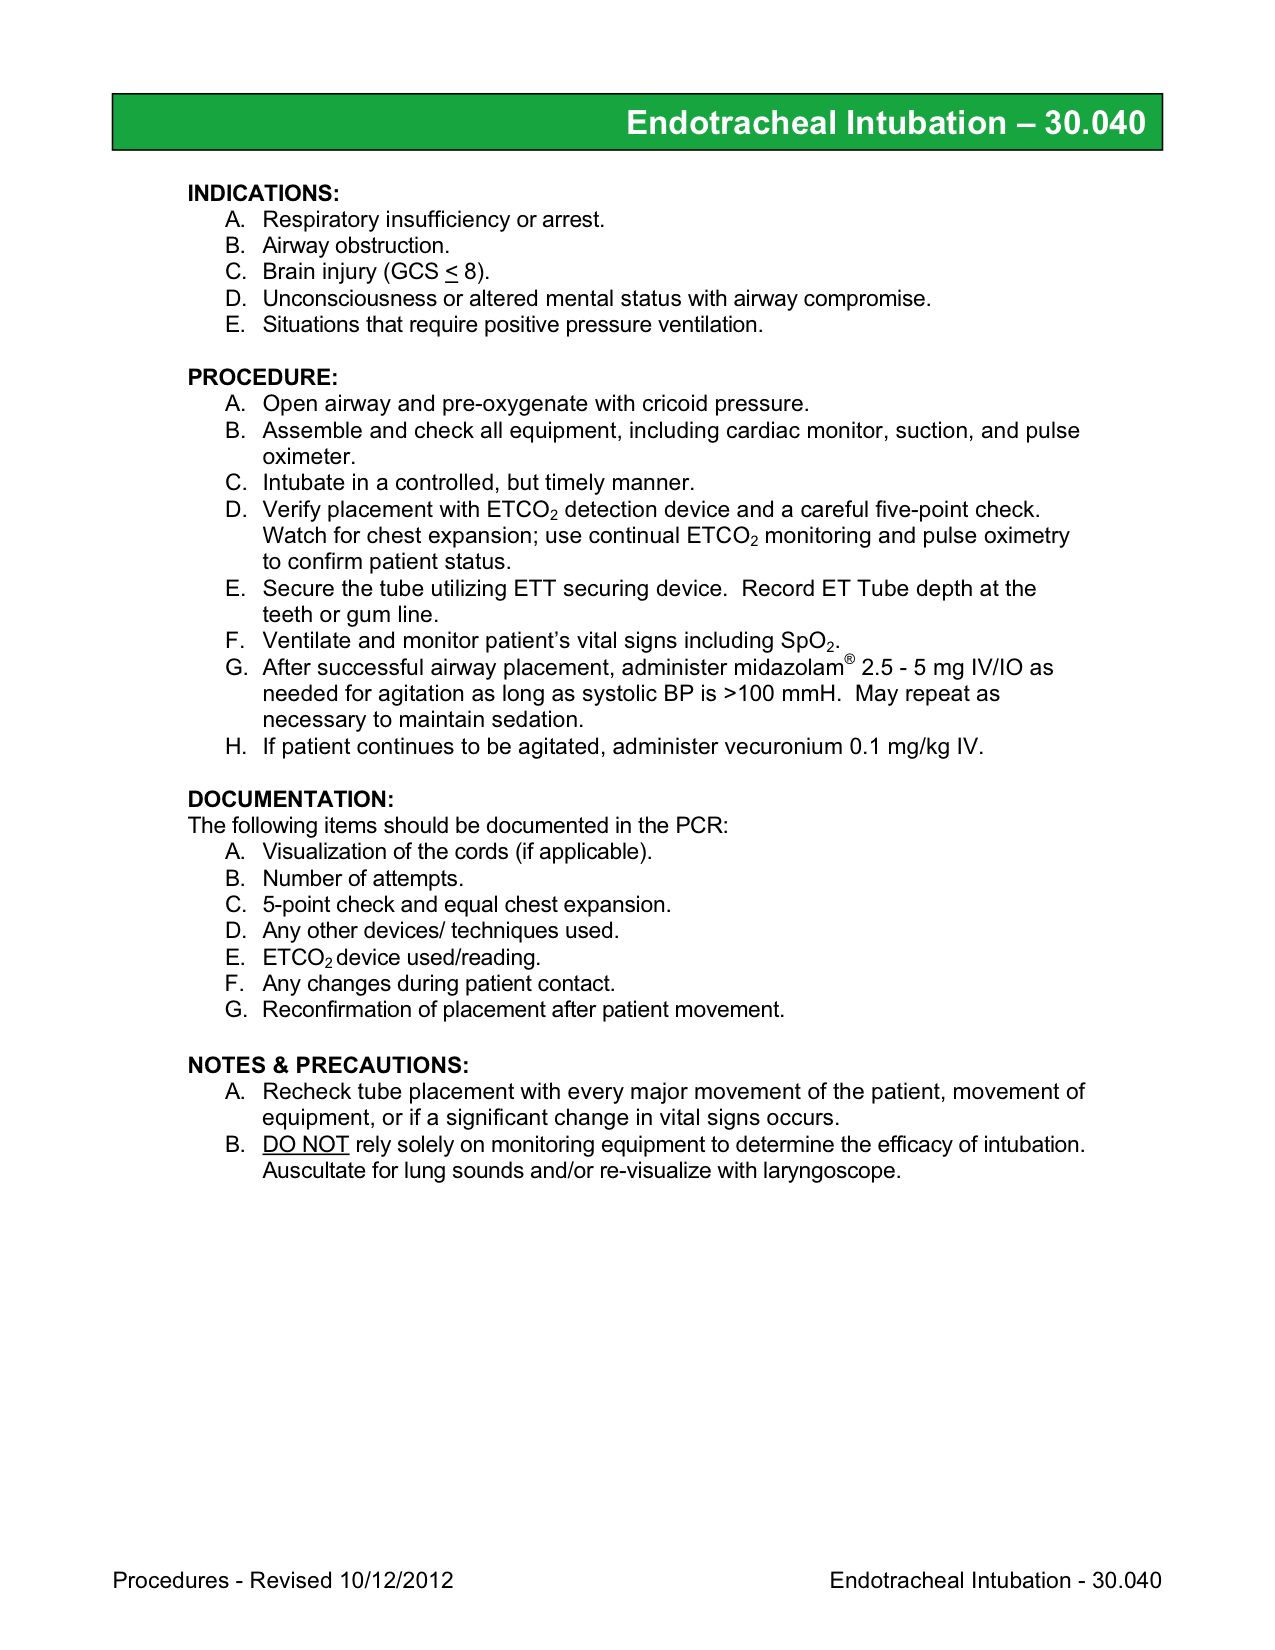 Endotracheal Intubation – 30.040
INDICATIONS:
A. Respiratory insufficiency or arrest.
B. Airway obstruction.
C. Brain injury (GCS < 8).
D. Unconsciousness or altered mental status with airway compromise.
E. Situations that require positive pressure ventilation.
PROCEDURE:
A. Open airway and pre-oxygenate with cricoid pressure.
B. Assemble and check all equipment, including cardiac monitor, suction, and pulse
oximeter.
C. Intubate in a controlled, but timely manner.
D. Verify placement with ETCO2 detection device and a careful five-point check.
Watch for chest expansion; use continual ETCO2 monitoring and pulse oximetry
to confirm patient status.
E. Secure the tube utilizing ETT securing device. Record ET Tube depth at the
teeth or gum line.
F. Ventilate and monitor patient’s vital signs including SpO2.
G. After successful airway placement, administer midazolam® 2.5 - 5 mg IV/IO as
needed for agitation as long as systolic BP is >100 mmH. May repeat as
necessary to maintain sedation.
H. If patient continues to be agitated, administer vecuronium 0.1 mg/kg IV.
DOCUMENTATION:
The following items should be documented in the PCR:
A. Visualization of the cords (if applicable).
B. Number of attempts.
C. 5-point check and equal chest expansion.
D. Any other devices/ techniques used.
E. ETCO2 device used/reading.
F. Any changes during patient contact.
G. Reconfirmation of placement after patient movement.
NOTES & PRECAUTIONS:
A. Recheck tube placement with every major movement of the patient, movement of
equipment, or if a significant change in vital signs occurs.
B. DO NOT rely solely on monitoring equipment to determine the efficacy of intubation.
Auscultate for lung sounds and/or re-visualize with laryngoscope.
Procedures - Revised 10/12/2012
Endotracheal Intubation - 30.040